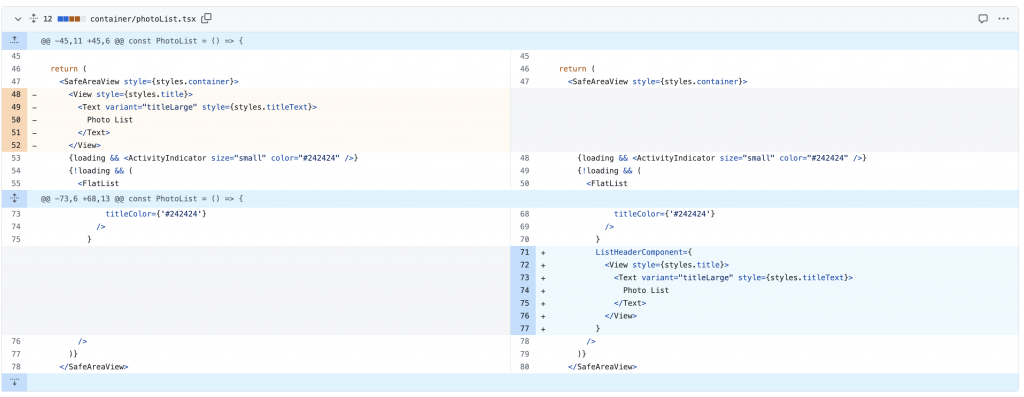 12 container/photoList.tsx
@@ -45,11 +45,6 @@ const PhotoList = () => {
45
46 return (
47 <SafeAreaView style={styles.container}>
48 - <View style={styles.title}>
49 - <Text variant="titleLarge" style={styles.titleText}>
50 - Photo List
51 - </Text>
52 - </View>
53 {loading && <ActivityIndicator size="small" color="#242424" />}
54 {!loading && (
55 <FlatList
45
46 return (
47 <SafeAreaView style={styles.container}>
48 {loading && <ActivityIndicator size="small" color="#242424" />}
49 {!loading && (
50 <FlatList
@@ -73,6 +68,13 @@ const PhotoList = () => {
73 titleColor={'#242424'}
74 />
75 }
76 />
77 )}
78 </SafeAreaView>
68 titleColor={'#242424'}
69 />
70 }
71 + ListHeaderComponent={
72 + <View style={styles.title}>
73 + <Text variant="titleLarge" style={styles.titleText}>
74 + Photo List
75 + </Text>
76 + </View>
77 + }
78 />
79 )}
80 </SafeAreaView>